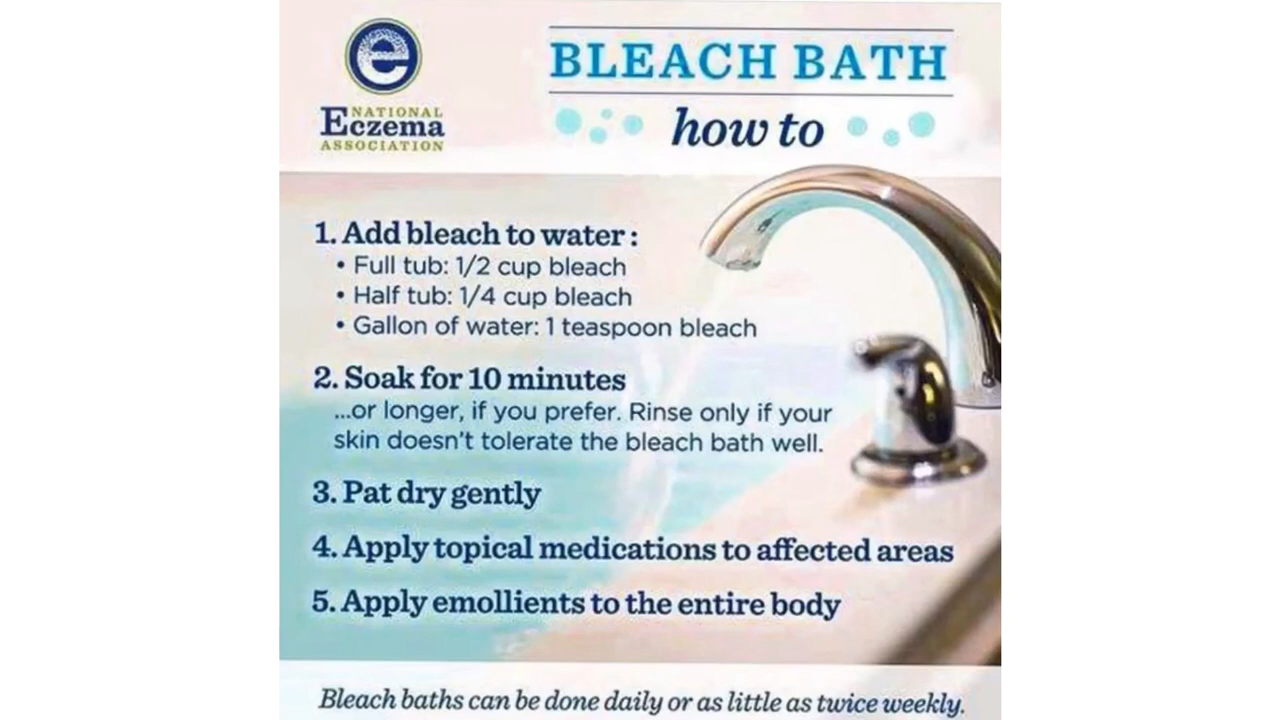 NATIONAL
Eczema
ASSOCIATION
BLEACH BATH
how to
1. Add bleach to water:
• Full tub: 1/2 cup bleach
• Half tub: 1/4 cup bleach
• Gallon of water: 1 teaspoon bleach
2. Soak for 10 minutes
...or longer, if you prefer. Rinse only if your
skin doesn't tolerate the bleach bath well.
3. Pat dry gently
4. Apply topical medications to affected areas
5. Apply emollients to the entire body
Bleach baths can be done daily or as little as twice weekly.